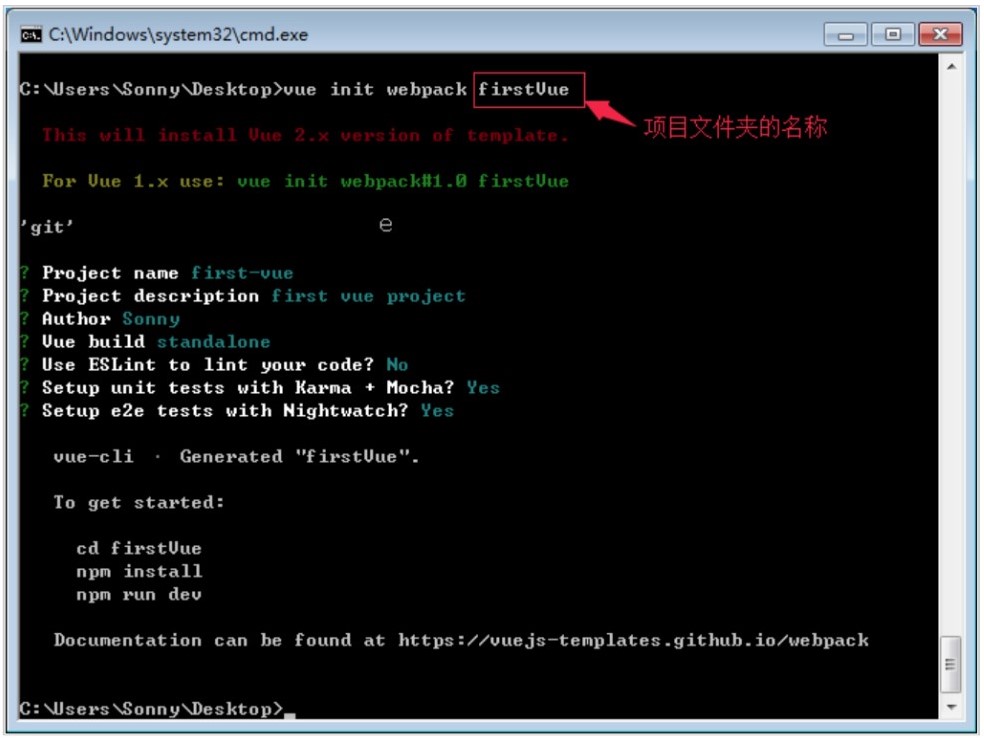 C:\Windows\system32\cmd.exe
C:\Users\Sonny\Desktop>vue init webpack firstVue
项目文件夹的名称
This will install Vue 2.x version of template.
For Vue 1.x use: vue init webpack#1.0 firstVue
'git' e
? Project name first-vue
? Project description first vue project
? Author Sonny
? Vue build standalone
? Use ESLint to lint your code? No
? Setup unit tests with Karma + Mocha? Yes
? Setup e2e tests with Nightwatch? Yes
vue-cli · Generated "firstVue".
To get started:
cd firstVue
npm install
npm run dev
Documentation can be found at https://vuejs-templates.github.io/webpack
C:\Users\Sonny\Desktop>_